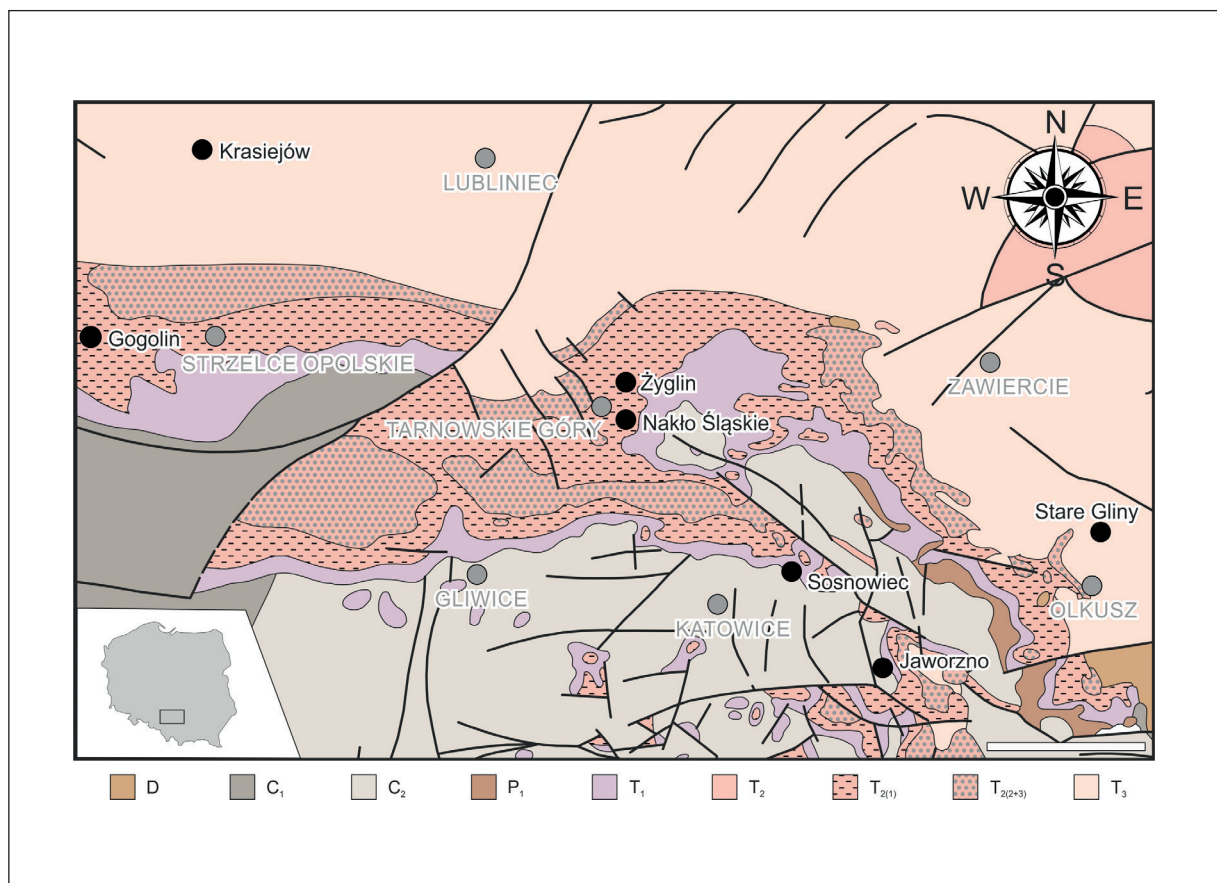 N
Krasiejów
LUBLINIEC
W
E
S
Gogolin
STRZELCE OPOLSKIE
ZAWIERCIE
Żyglin
TARNOWSKIE GÓRY
Nakło Śląskie
Stare Gliny
Sosnowiec
GLIWICE
OLKUSZ
KATOWICE
Jaworzno
D C₁ C₂ P₁ T₁ T₂ T₂₍₁₎ T₂₍₂₊₃₎ T₃